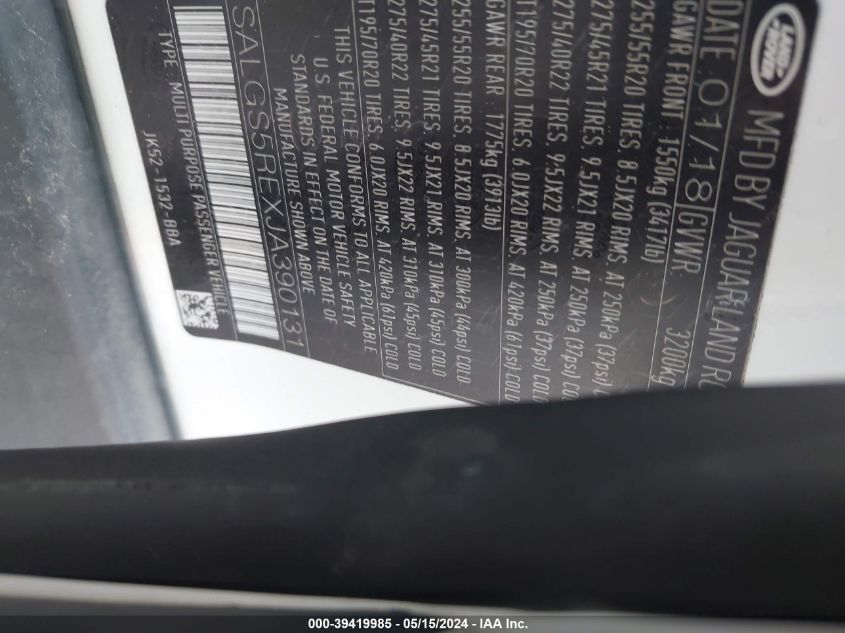 LAND
ROVER
MFD BY JAGUAR LAND
DATE 01/18 GVWR 3200kg
GAWR FRONT 1550kg (3417lb)
255/55R20 TIRES 8.5JX20 RIMS AT 250kPa (37psi)
275/45R21 TIRES 9.5JX21 RIMS AT 250kPa (37psi) COLD
275/40R22 TIRES 9.5JX22 RIMS AT 250kPa (37psi) COLD
T195/70R20 TIRES 6.0JX20 RIMS AT 420kPa (61psi) COLD
GAWR REAR 1775kg (3913lb)
255/55R20 TIRES 8.5JX20 RIMS AT 300kPa (44psi) COLD
275/45R21 TIRES 9.5JX21 RIMS AT 310kPa (45psi) COLD
275/40R22 TIRES 9.5JX22 RIMS AT 310kPa (45psi) COLD
T195/70R20 TIRES 6.0JX20 RIMS AT 420kPa (61psi) COLD
THIS VEHICLE CONFORMS TO ALL APPLICABLE
U.S. FEDERAL MOTOR VEHICLE SAFETY
STANDARDS IN EFFECT ON THE DATE OF
MANUFACTURE SHOWN ABOVE
SALGS5REXJA390131
TYPE: MULTI PURPOSE PASSENGER VEHICLE
JK52-1532-BBA
000-39419985 - 05/15/2024 - IAA Inc.